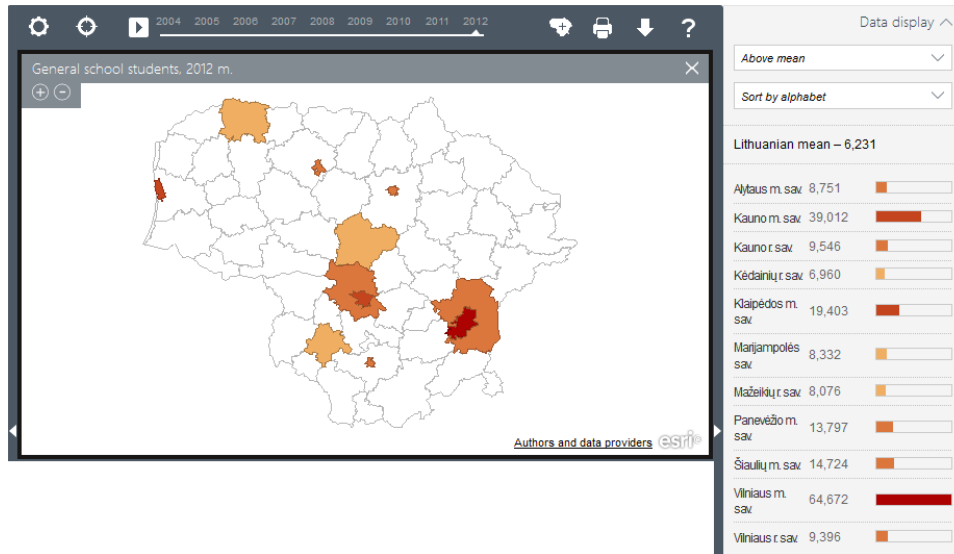 2004 2005 2006 2007 2008 2009 2010 2011 2012
?
General school students, 2012 m.
Authors and data providers esri
Data display
Above mean
Sort by alphabet
Lithuanian mean – 6,231
Alytaus m. sav. 8,751
Kauno m. sav. 39,012
Kauno r. sav. 9,546
Kėdainių r. sav. 6,960
Klaipėdos m.
sav. 19,403
Marijampolės
sav. 8,332
Mažeikių r. sav. 8,076
Panevėžio m.
sav. 13,797
Šiaulių m. sav. 14,724
Vilniaus m.
sav. 64,672
Vilniaus r. sav. 9,396